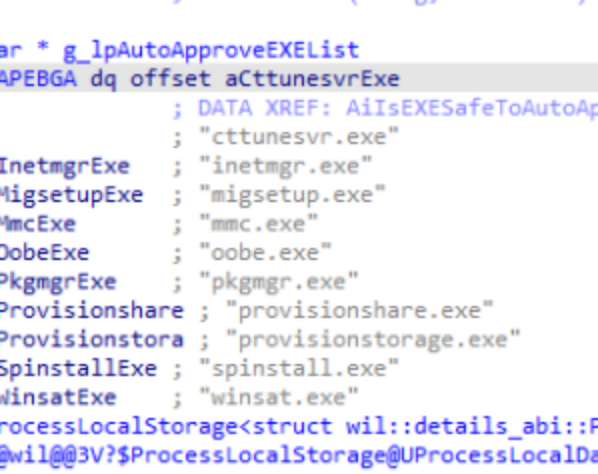 ar * g_lpAutoApproveEXEList
APEBGA dq offset aCttunesvrExe
; DATA XREF: AiIsEXESafeToAutoAp
; "cttunesvr.exe"
InetmgrExe ; "inetmgr.exe"
MigsetupExe ; "migsetup.exe"
MmcExe ; "mmc.exe"
OobeExe ; "oobe.exe"
PkgmgrExe ; "pkgmgr.exe"
Provisionshare ; "provisionshare.exe"
Provisionstora ; "provisionstorage.exe"
SpinstallExe ; "spinstall.exe"
WinsatExe ; "winsat.exe"
rocessLocalStorage<struct wil::details_abi::P
@wil@@3V?$ProcessLocalStorage@UProcessLocalDa